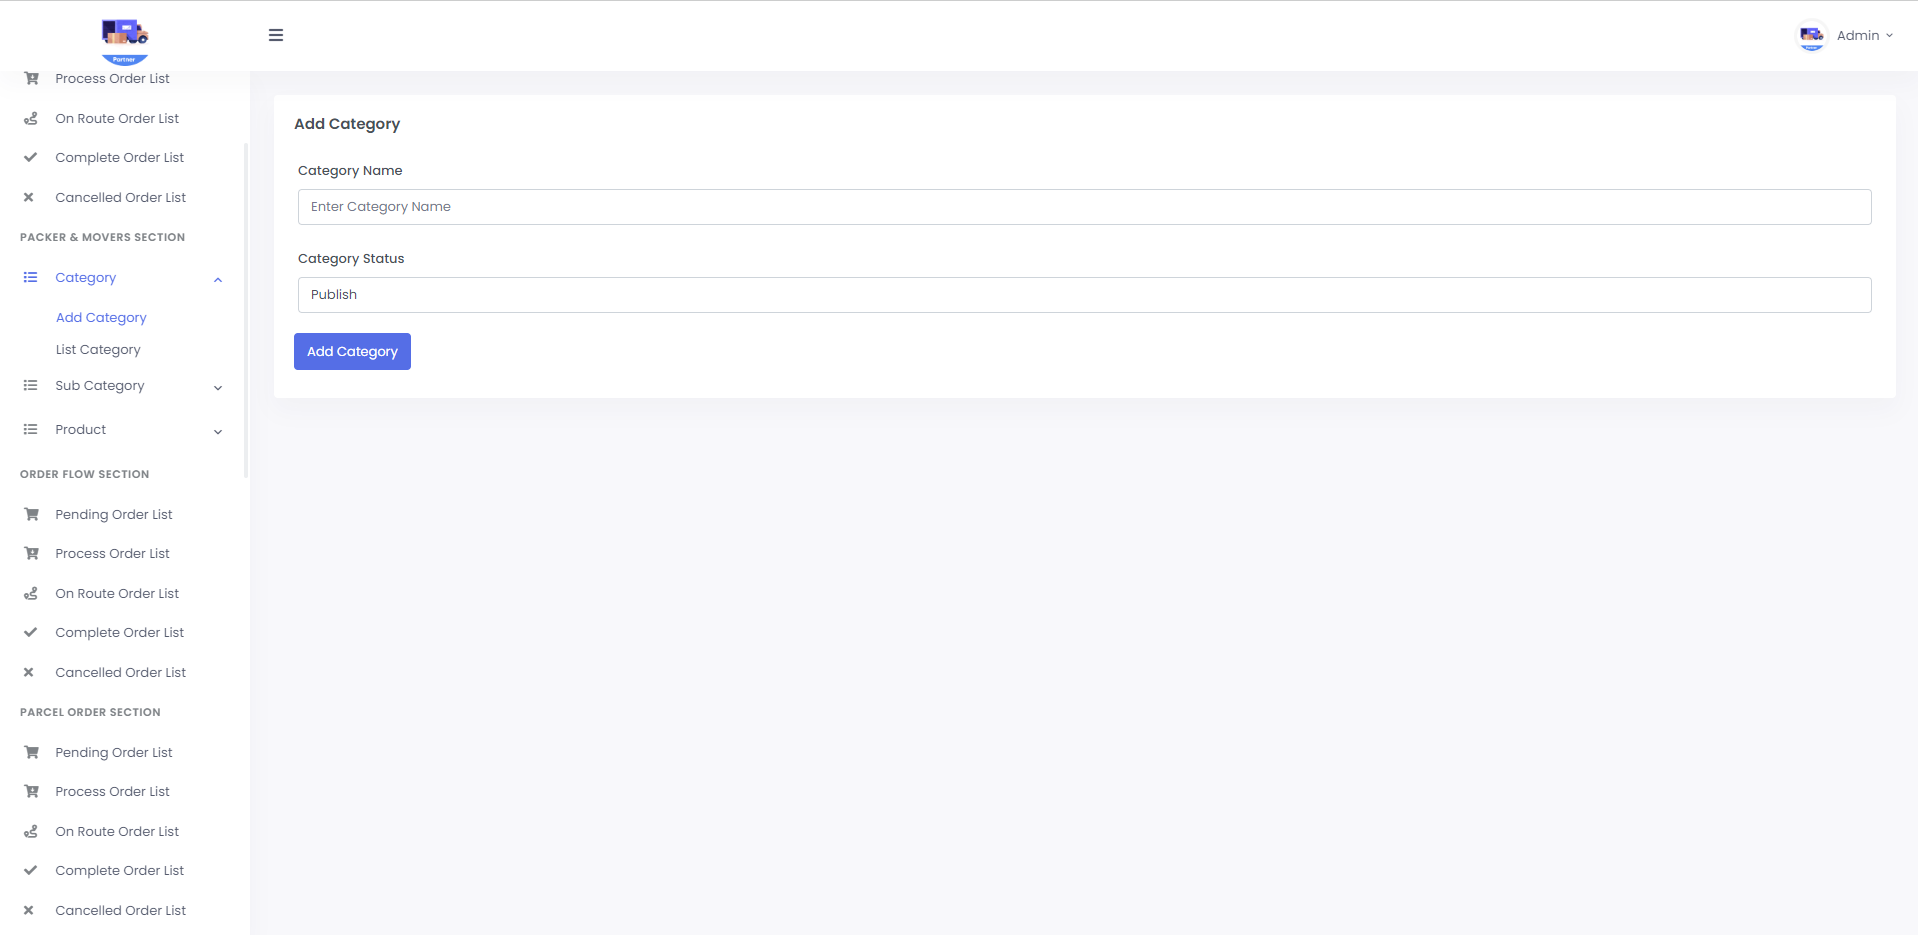 Partner
Admin
Process Order List
On Route Order List
Complete Order List
Cancelled Order List
PACKER & MOVERS SECTION
Category
Add Category
List Category
Sub Category
Product
ORDER FLOW SECTION
Pending Order List
Process Order List
On Route Order List
Complete Order List
Cancelled Order List
PARCEL ORDER SECTION
Pending Order List
Process Order List
On Route Order List
Complete Order List
Cancelled Order List
Add Category
Category Name
Enter Category Name
Category Status
Publish
Add Category